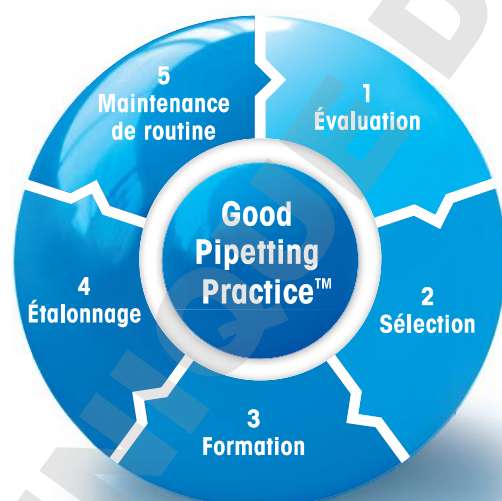 1
Évaluation
2
Sélection
3
Formation
4
Étalonnage
5
Maintenance
de routine
Good
Pipetting
Practice™